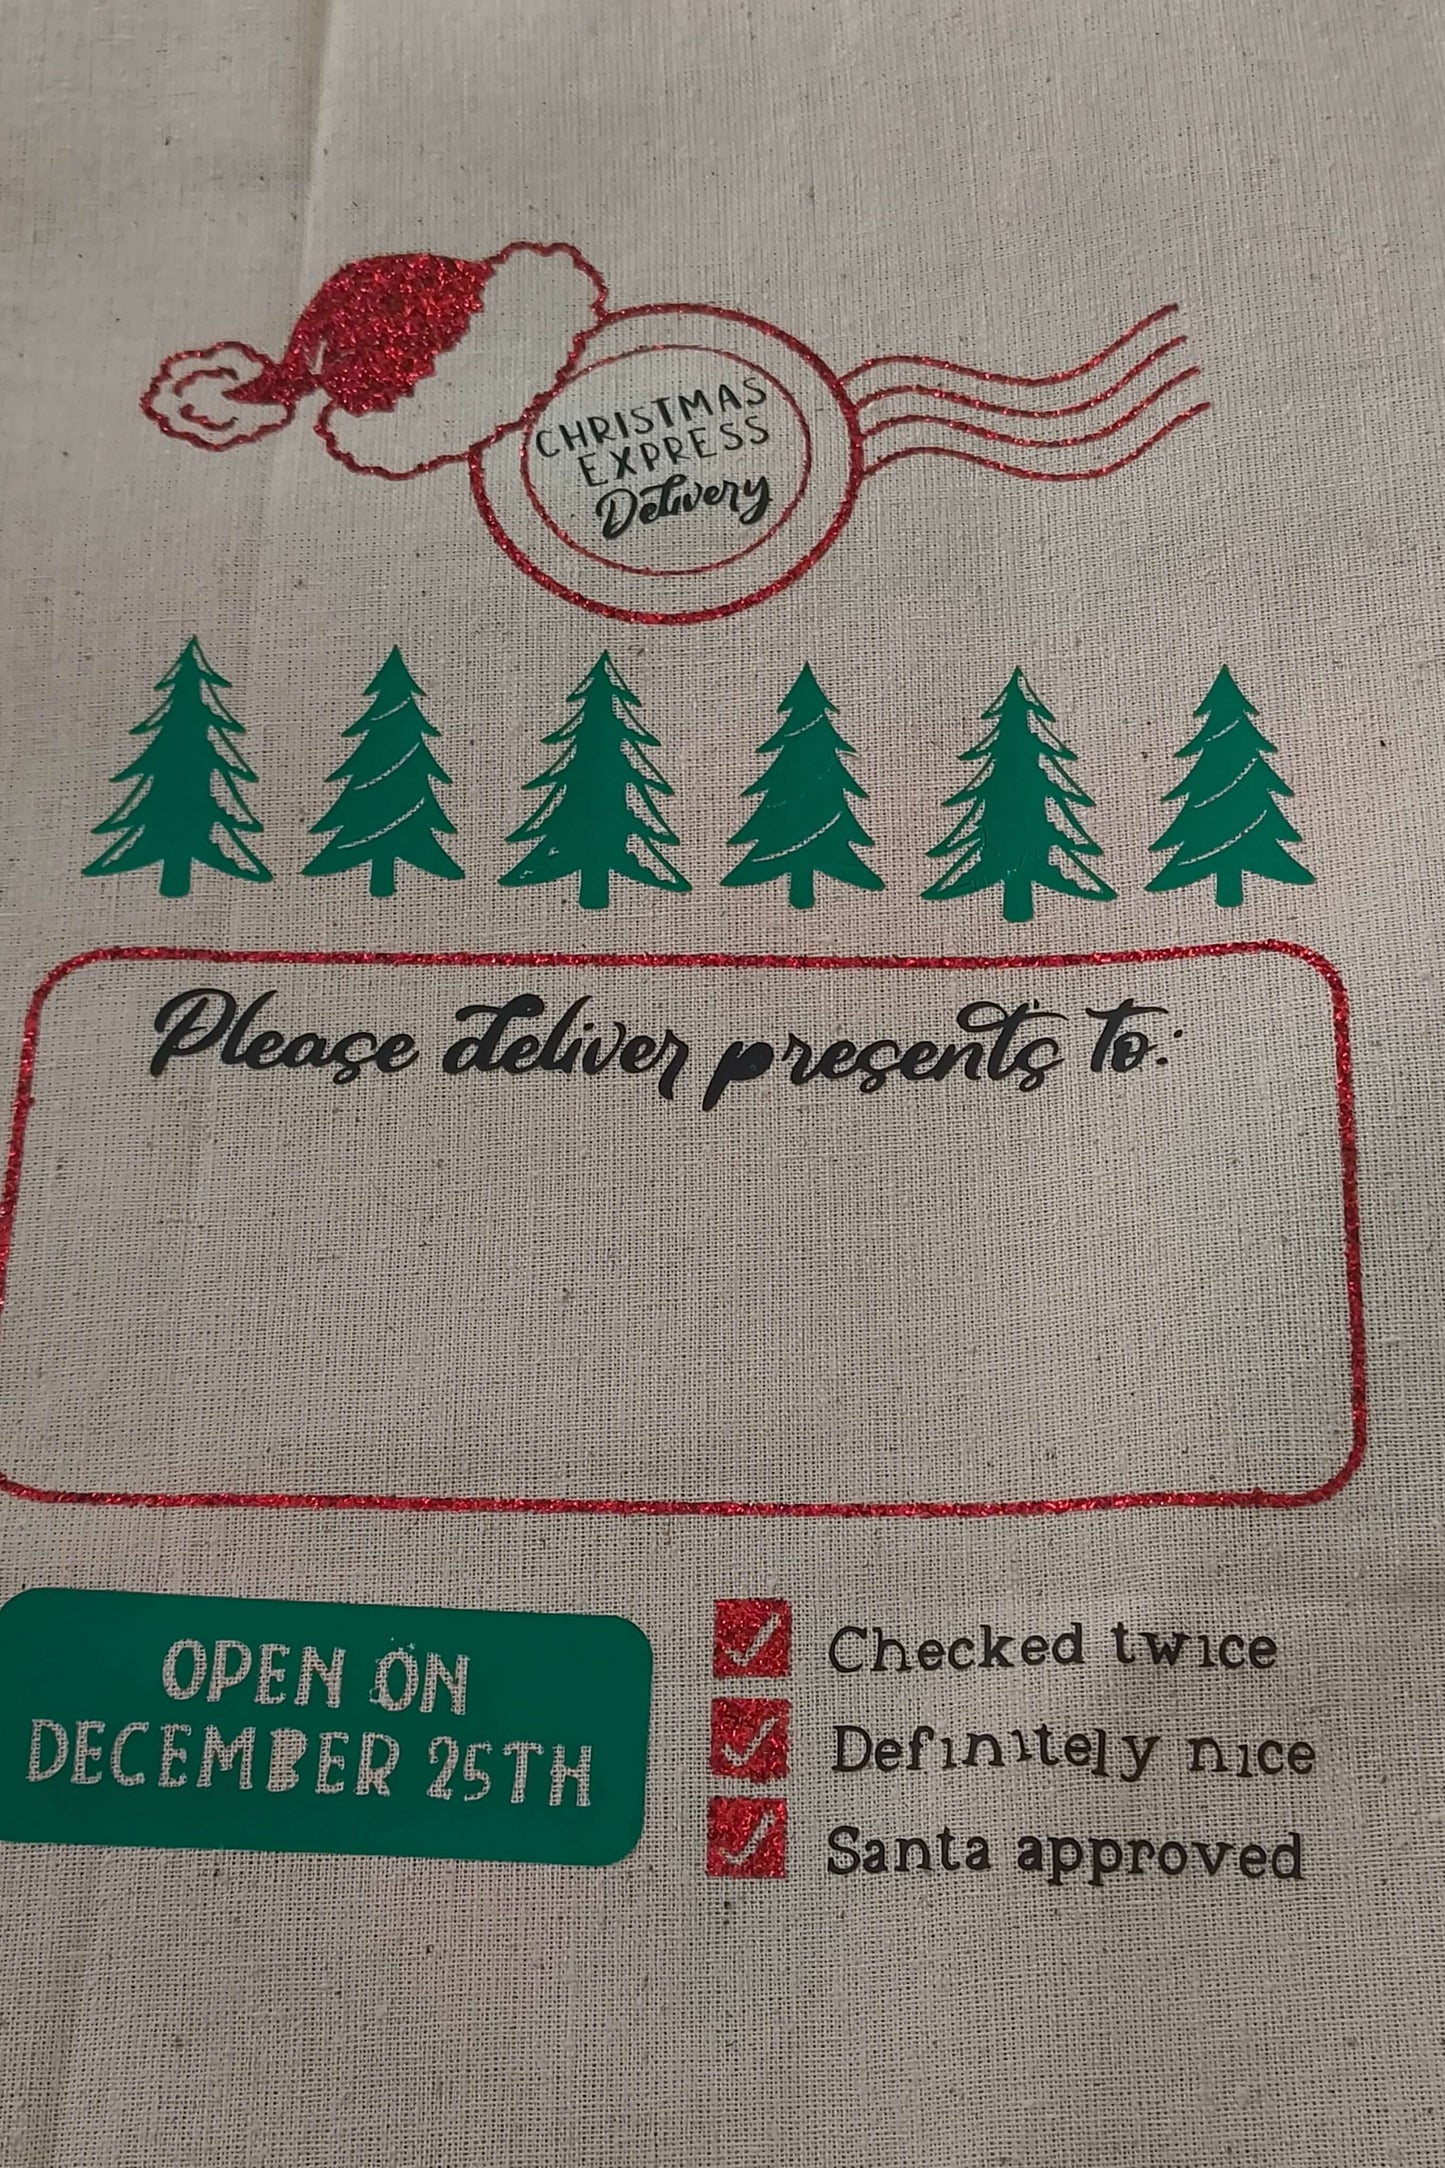 CHRISTMAS
EXPRESS
Delivery
Please deliver presents to:
OPEN ON
DECEMBER 25TH
Checked twice
Definitely nice
Santa approved